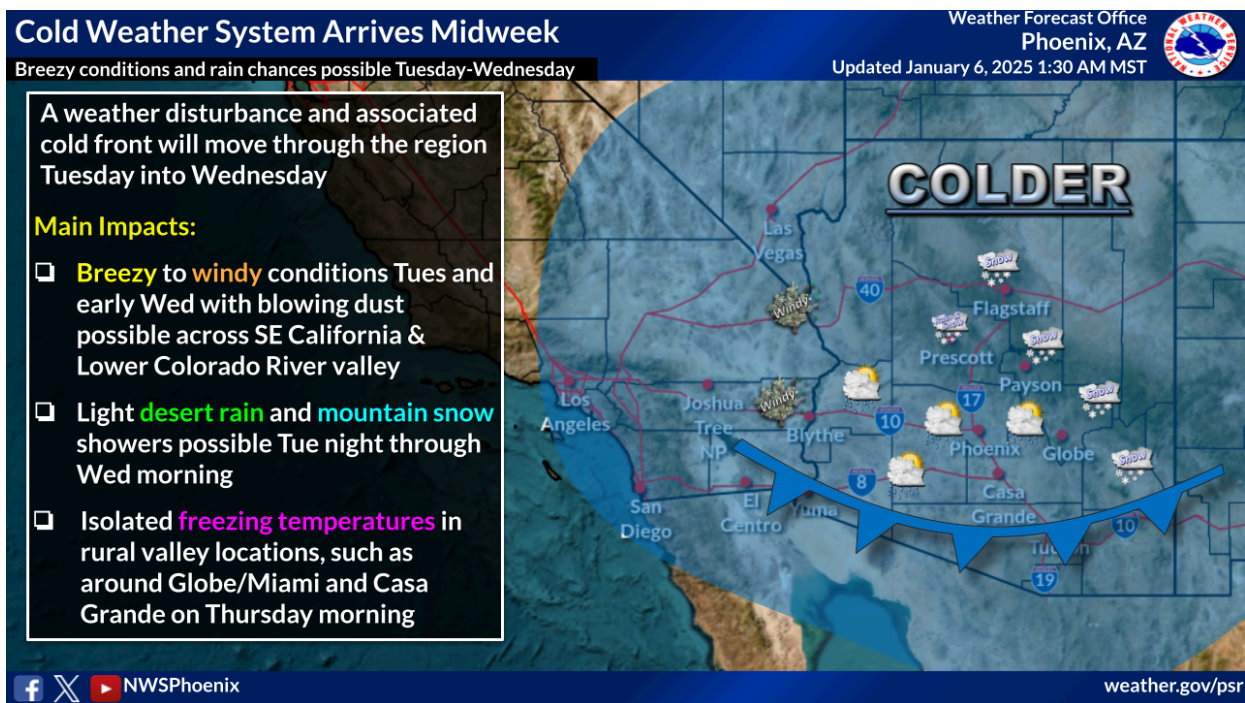 Cold Weather System Arrives Midweek
Breezy conditions and rain chances possible Tuesday-Wednesday
Weather Forecast Office
Phoenix, AZ
Updated January 6, 2025 1:30 AM MST
NATIONAL WEATHER SERVICE
A weather disturbance and associated
cold front will move through the region
Tuesday into Wednesday
Main Impacts:
Breezy to windy conditions Tues and
early Wed with blowing dust
possible across SE California &
Lower Colorado River valley
Light desert rain and mountain snow
showers possible Tue night through
Wed morning
Isolated freezing temperatures in
rural valley locations, such as
around Globe/Miami and Casa
Grande on Thursday morning
COLDER
Las
Vegas
Snow
40
Flagstaff
Windy
Snow
Prescott
Snow
Payson
Los
Angeles
Joshua
Tree
NP
Windy
Blythe
10
17
Phoenix
Snow
Globe
San
Diego
El
Centro
Yuma
8
Casa
Grande
Snow
Tucson
10
19
NWSPhoenix
weather.gov/psr